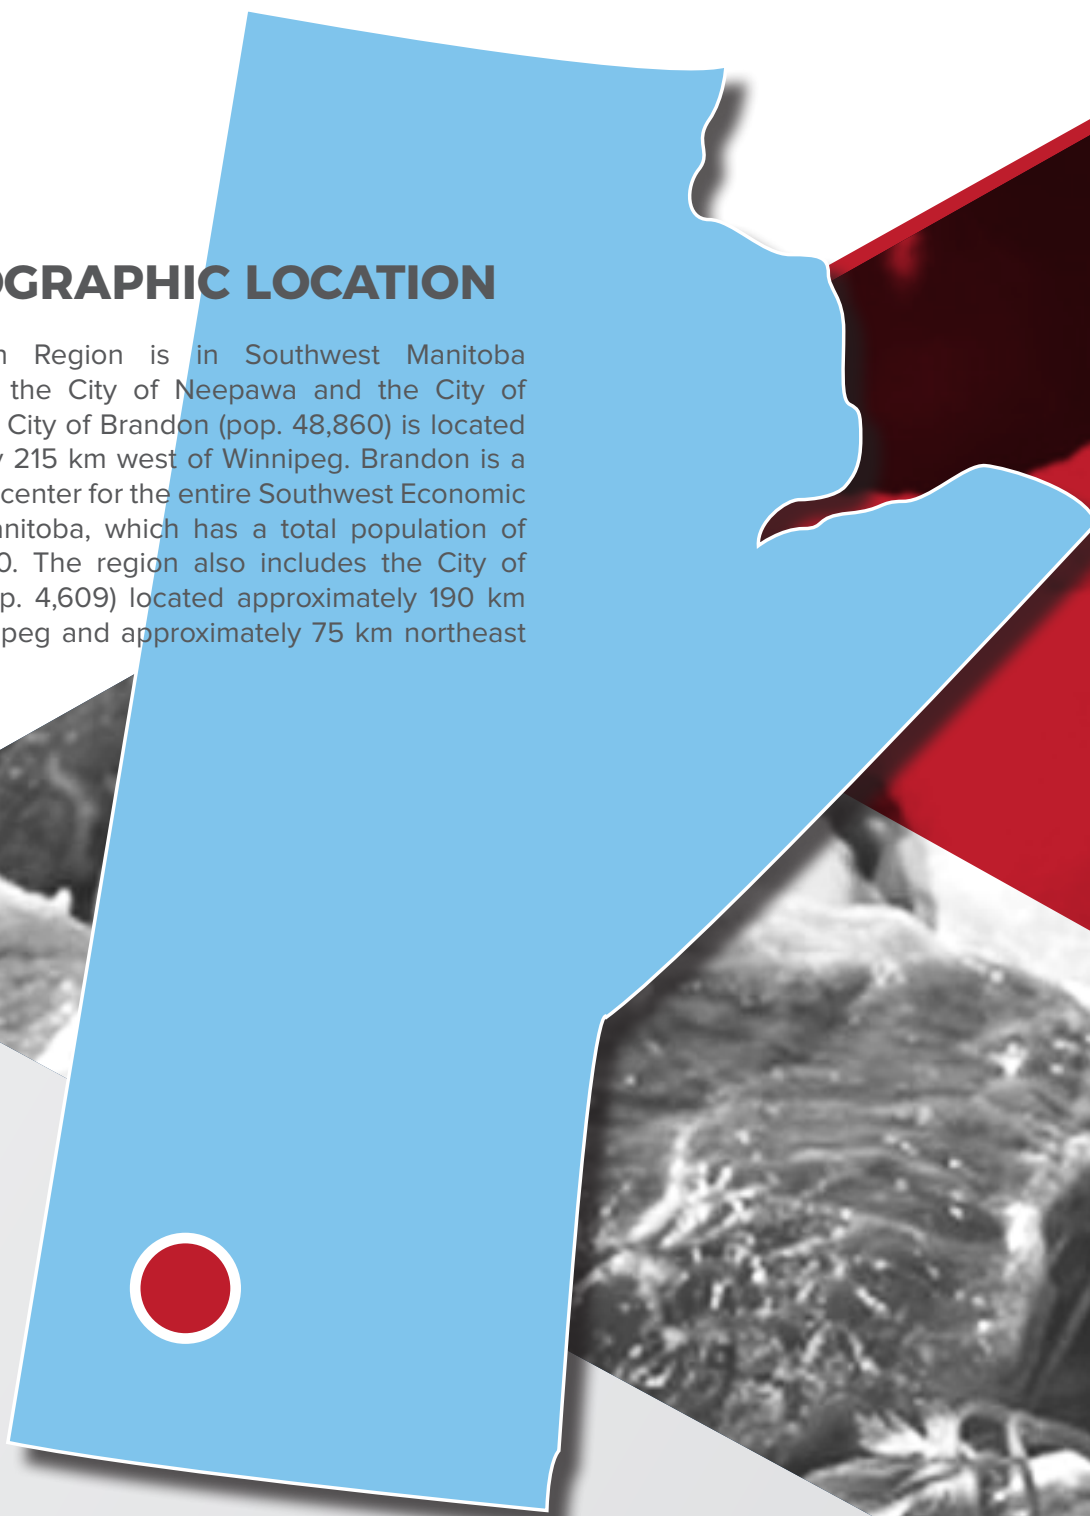 OGRAPHIC LOCATION
Region is in Southwest Manitoba
the City of Neepawa and the City of
City of Brandon (pop. 48,860) is located
215 km west of Winnipeg. Brandon is a
center for the entire Southwest Economic
nitoba, which has a total population of
0. The region also includes the City of
p. 4,609) located approximately 190 km
peg and approximately 75 km northeast